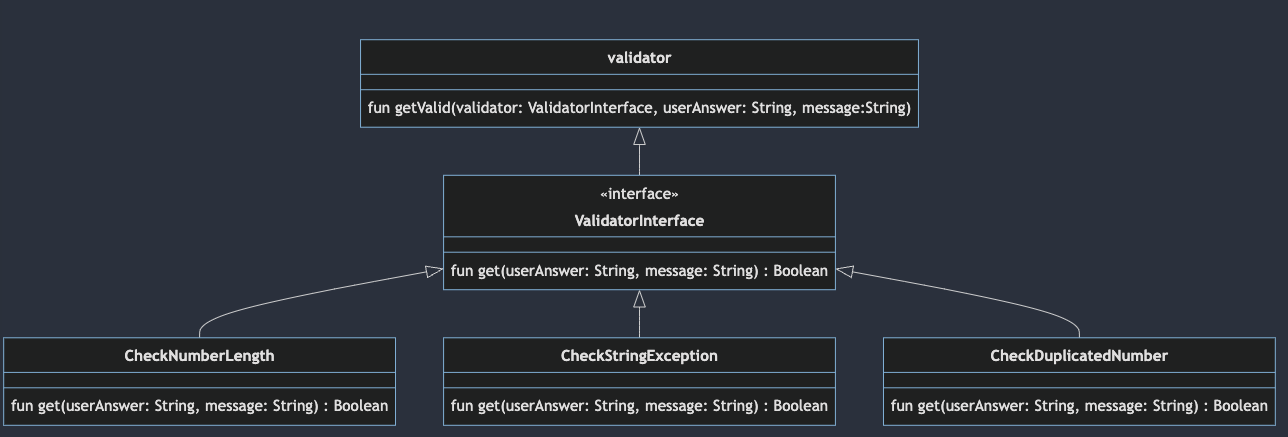 validator
fun getValid(validator: ValidatorInterface, userAnswer: String, message:String)
«interface»
ValidatorInterface
fun get(userAnswer: String, message: String) : Boolean
CheckNumberLength
fun get(userAnswer: String, message: String) : Boolean
CheckStringException
fun get(userAnswer: String, message: String) : Boolean
CheckDuplicatedNumber
fun get(userAnswer: String, message: String) : Boolean